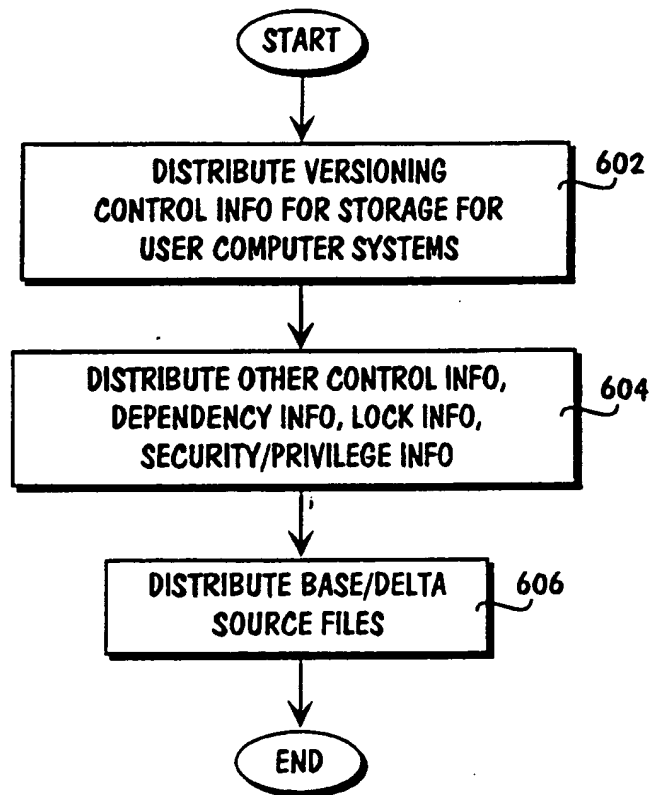 START
DISTRIBUTE VERSIONING
CONTROL INFO FOR STORAGE FOR
USER COMPUTER SYSTEMS
602
DISTRIBUTE OTHER CONTROL INFO,
DEPENDENCY INFO, LOCK INFO,
SECURITY/PRIVILEGE INFO
604
DISTRIBUTE BASE/DELTA
SOURCE FILES
606
END